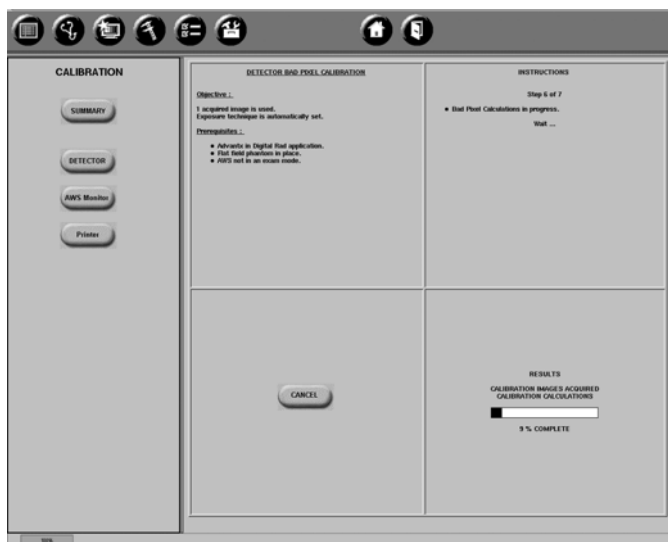 CALIBRATION
SUMMARY
DETECTOR
AWS Monitor
Printer
DETECTOR BAD PIXEL CALIBRATION
Objective :
1 acquired image is used.
Exposure technique is automatically set.
Prerequisites :
Advantx in Digital Rad application.
Flat field phantom in place.
AWS not in an exam mode.
INSTRUCTIONS
Step 6 of 7
Bad Pixel Calculations in progress.
Wait ...
CANCEL
RESULTS
CALIBRATION IMAGES ACQUIRED
CALIBRATION CALCULATIONS
9 % COMPLETE